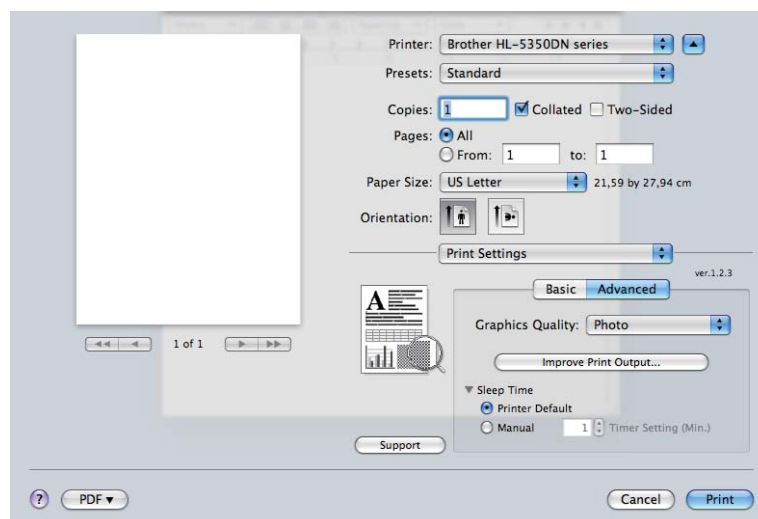 Printer: Brother HL-5350DN series
Presets: Standard
Copies: 1 Collated Two-Sided
Pages: All
From: 1 to: 1
Paper Size: US Letter 21,59 by 27,94 cm
Orientation:
Print Settings
ver.1.2.3
Basic Advanced
A
Graphics Quality: Photo
1 of 1
Improve Print Output...
Sleep Time
Printer Default
Manual 1 Timer Setting (Min.)
Support
? PDF Cancel Print